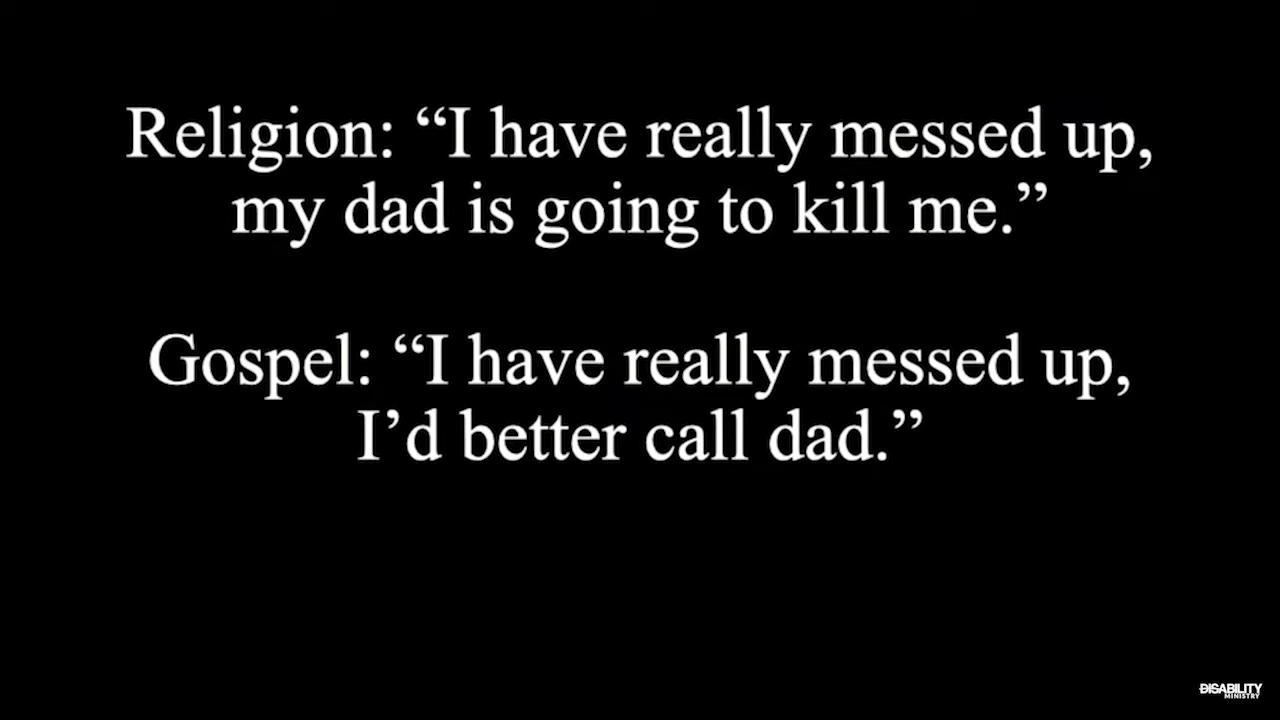 Religion: “I have really messed up,
my dad is going to kill me.”
Gospel: “I have really messed up,
I’d better call dad.”
DISABILITY
MINISTRY